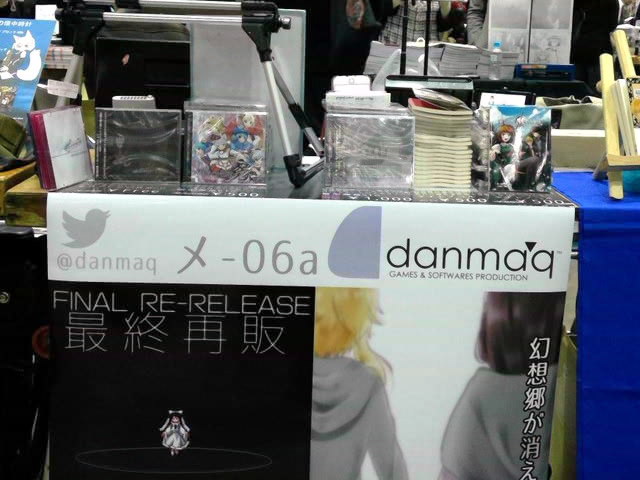 @danmaq
メ-06a
danmaq™
GAMES & SOFTWARES PRODUCTION
FINAL RE-RELEASE
最終再販
幻想郷が消え